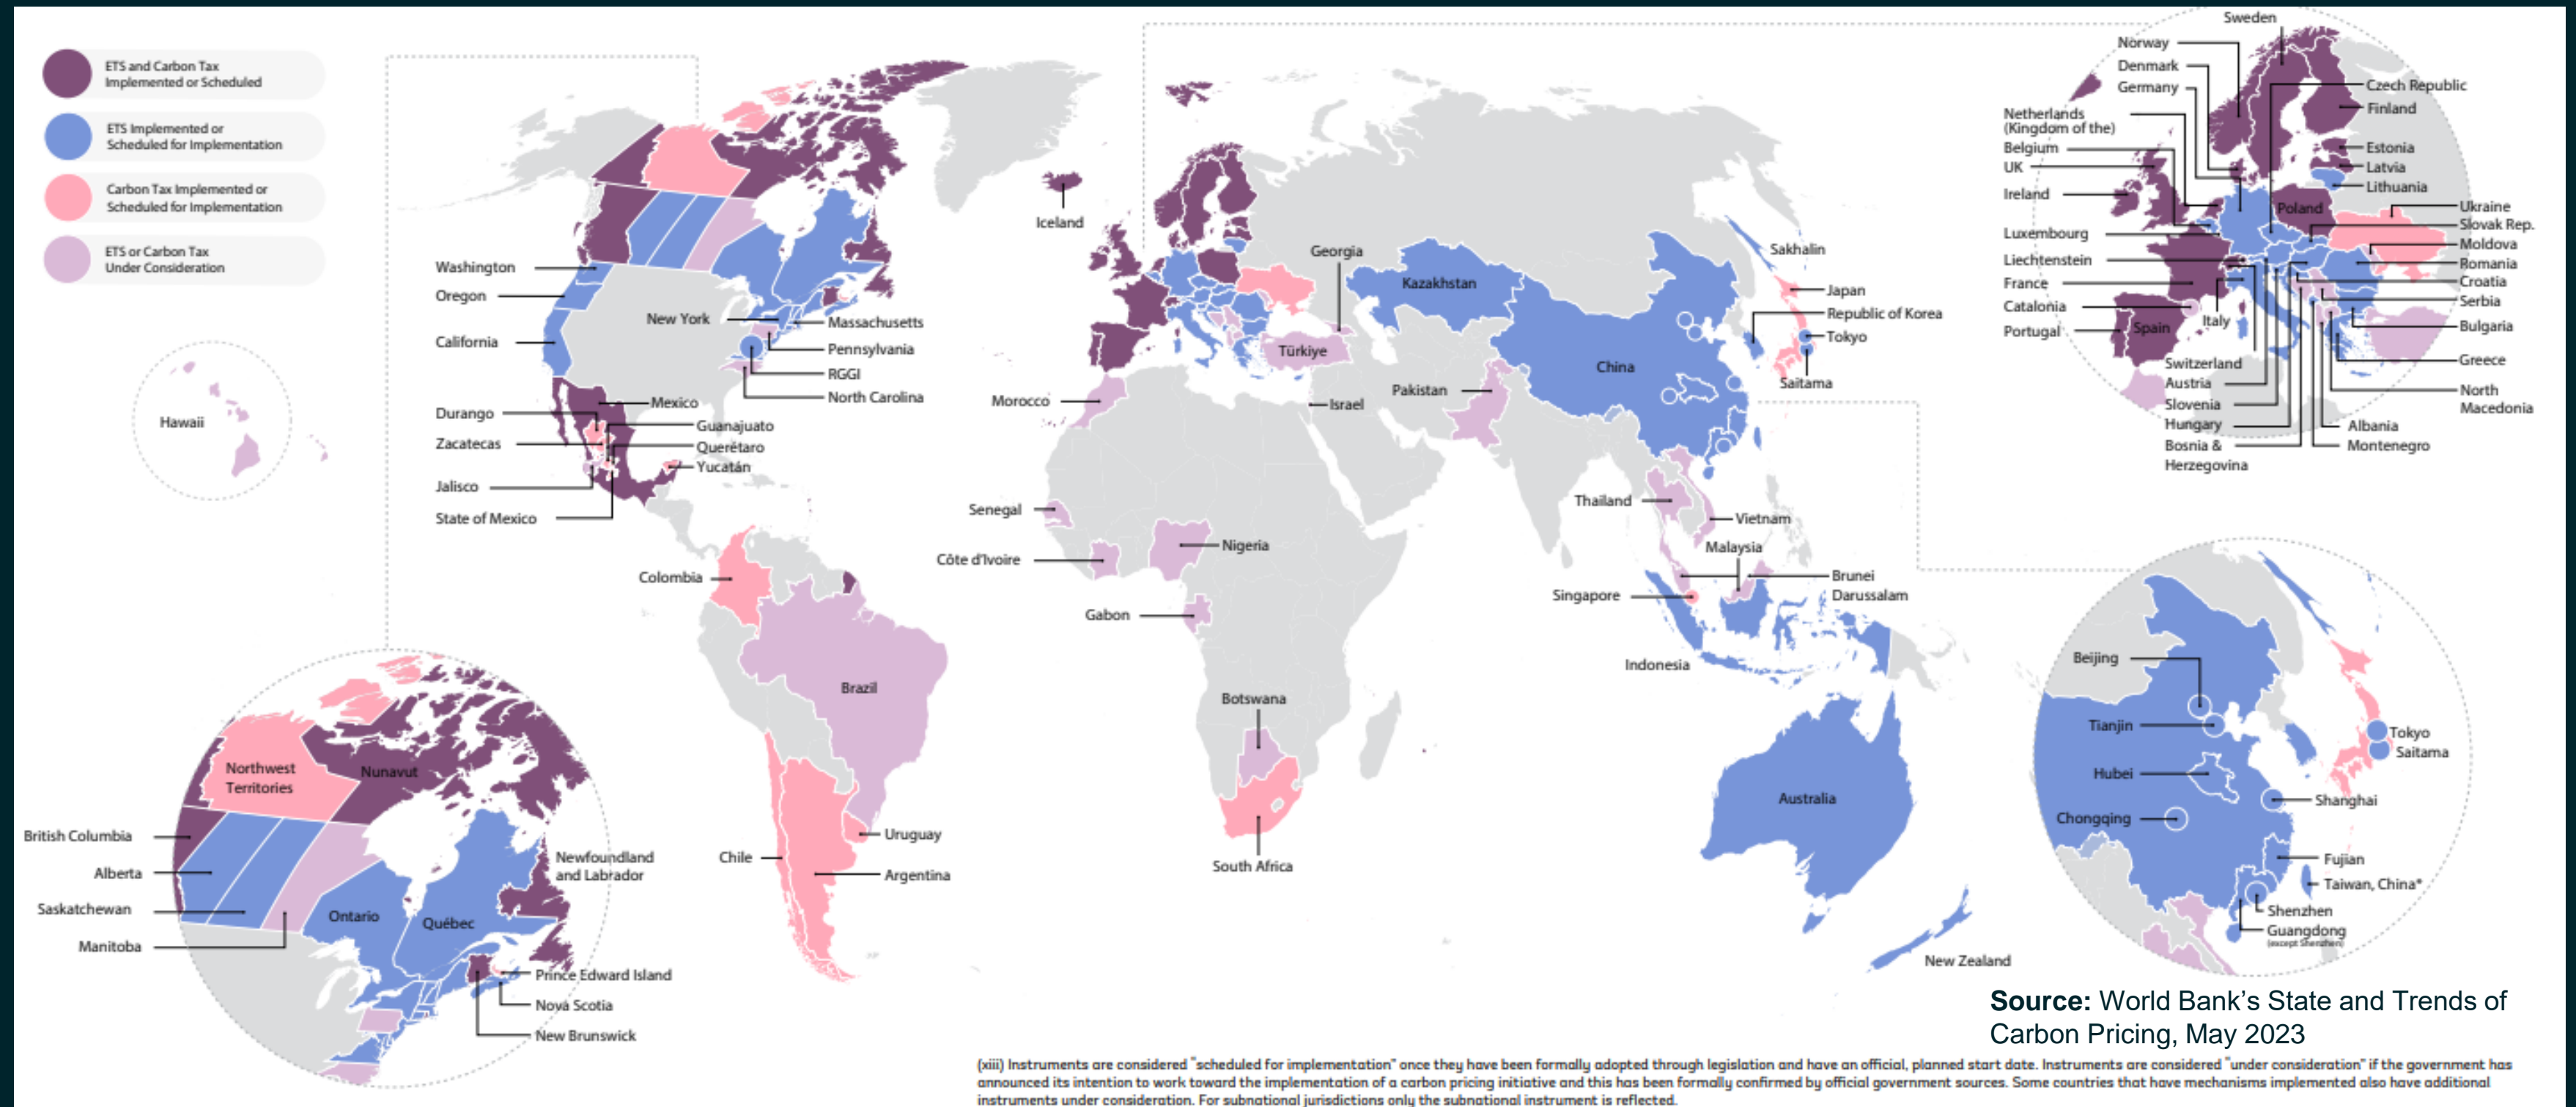 ETS and Carbon Tax
Implemented or Scheduled
ETS Implemented or
Scheduled for Implementation
Carbon Tax Implemented or
Scheduled for Implementation
ETS or Carbon Tax
Under Consideration
Hawaii
Washington
Oregon
California
New York
Massachusetts
Pennsylvania
RGGI
North Carolina
Mexico
Durango
Guanajuato
Zacatecas
Querétaro
Yucatán
Jalisco
State of Mexico
Colombia
Brazil
Chile
Uruguay
Argentina
Iceland
Georgia
Türkiye
Morocco
Israel
Senegal
Côte d'Ivoire
Nigeria
Gabon
Botswana
South Africa
Kazakhstan
China
Pakistan
Sakhalin
Japan
Republic of Korea
Tokyo
Saitama
Thailand
Vietnam
Malaysia
Brunei
Darussalam
Singapore
Indonesia
Australia
New Zealand
Sweden
Norway
Denmark
Germany
Netherlands
(Kingdom of the)
Belgium
UK
Ireland
Luxembourg
Liechtenstein
France
Catalonia
Portugal
Spain
Italy
Poland
Switzerland
Austria
Slovenia
Hungary
Bosnia &
Herzegovina
Czech Republic
Finland
Estonia
Latvia
Lithuania
Ukraine
Slovak Rep.
Moldova
Romania
Croatia
Serbia
Bulgaria
Greece
North
Macedonia
Albania
Montenegro
Northwest
Territories
Nunavut
British Columbia
Alberta
Saskatchewan
Manitoba
Ontario
Québec
Newfoundland
and Labrador
Prince Edward Island
Nova Scotia
New Brunswick
Beijing
Tianjin
Hubei
Chongqing
Tokyo
Saitama
Shanghai
Fujian
Taiwan, China*
Shenzhen
Guangdong
(except Shenzhen)
Source: World Bank’s State and Trends of
Carbon Pricing, May 2023
(xiii) Instruments are considered "scheduled for implementation" once they have been formally adopted through legislation and have an official, planned start date. Instruments are considered "under consideration" if the government has
announced its intention to work toward the implementation of a carbon pricing initiative and this has been formally confirmed by official government sources. Some countries that have mechanisms implemented also have additional
instruments under consideration. For subnational jurisdictions only the subnational instrument is reflected.